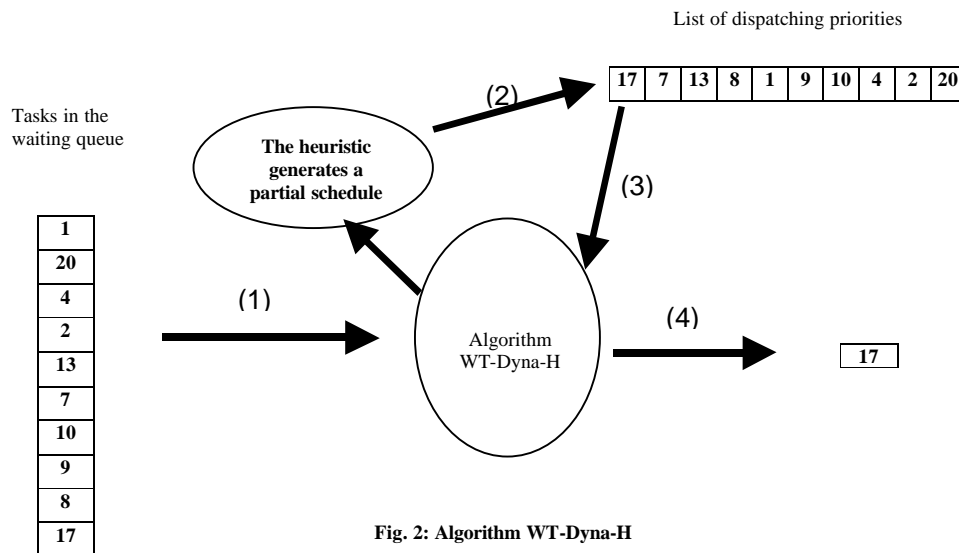 List of dispatching priorities
17 7 13 8 1 9 10 4 2 20
(2)
Tasks in the
waiting queue
The heuristic
generates a
partial schedule
(3)
1
20
4
2
13
7
10
9
8
17
(1)
Algorithm
WT-Dyna-H
(4)
17
Fig. 2: Algorithm WT-Dyna-H